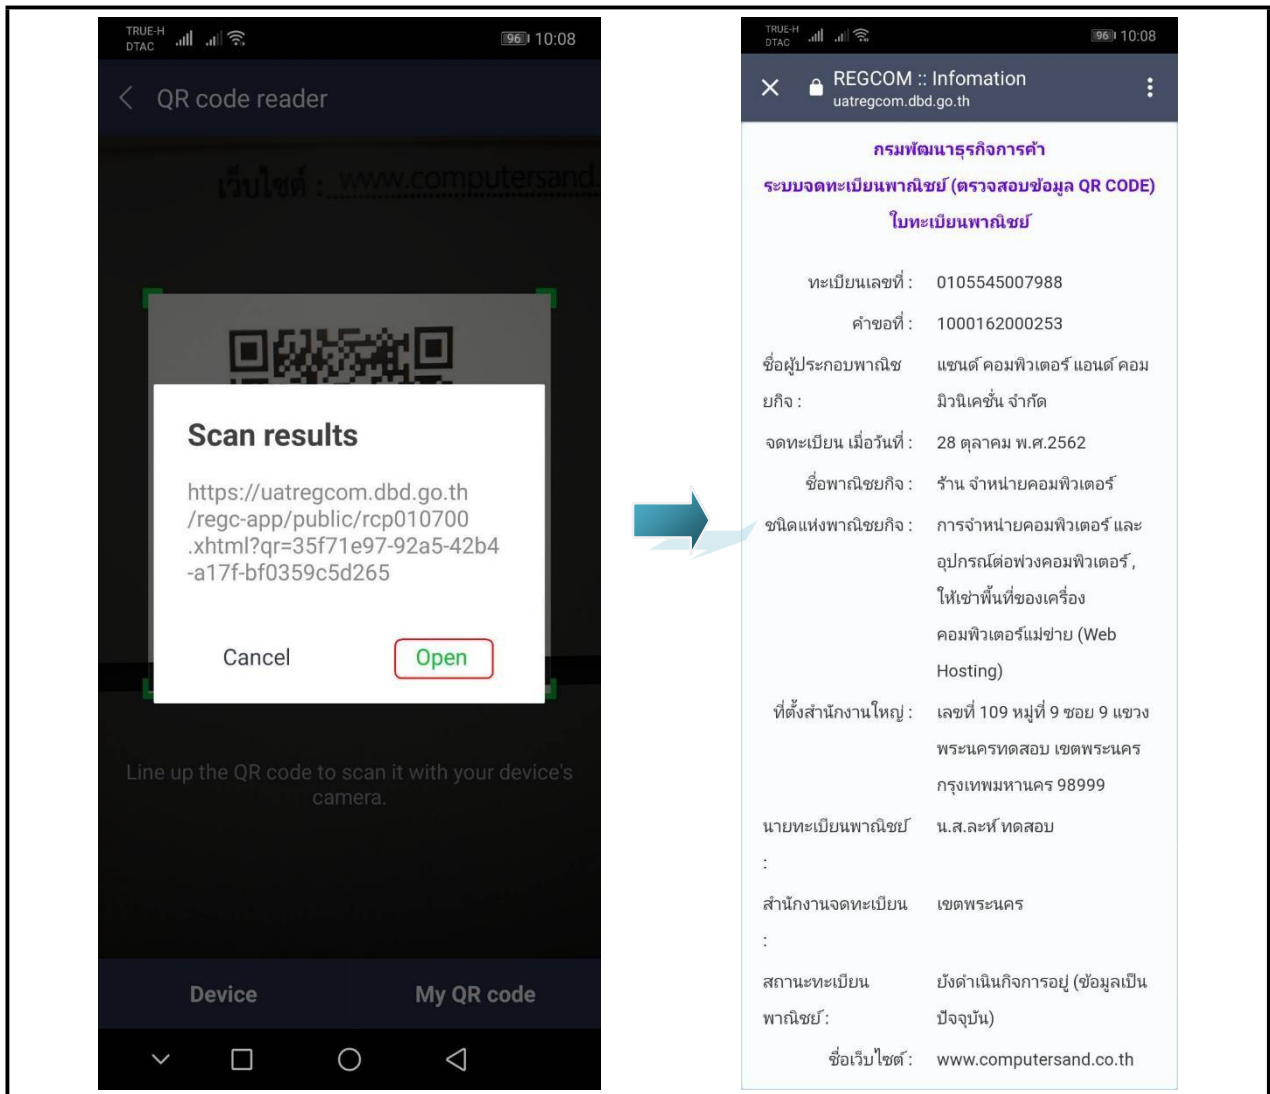 TRUE-H
DTAC
96 10:08
QR code reader
เว็บไซต์ : www.computersand.
Scan results
https://uatregcom.dbd.go.th
/regc-app/public/rcp010700
.xhtml?qr=35f71e97-92a5-42b4
-a17f-bf0359c5d265
Cancel Open
Line up the QR code to scan it with your device's
camera.
Device My QR code
TRUE-H
DTAC
96 10:08
REGCOM :: Infomation
uatregcom.dbd.go.th
กรมพัฒนาธุรกิจการค้า
ระบบจดทะเบียนพาณิชย์ (ตรวจสอบข้อมูล QR CODE)
ใบทะเบียนพาณิชย์
ทะเบียนเลขที่ : 0105545007988
คำขอที่ : 1000162000253
ชื่อผู้ประกอบพาณิช แซนด์ คอมพิวเตอร์ แอนด์ คอม
ยกิจ : มิวนิเคชั่น จำกัด
จดทะเบียน เมื่อวันที่ : 28 ตุลาคม พ.ศ.2562
ชื่อพาณิชยกิจ : ร้าน จำหน่ายคอมพิวเตอร์
ชนิดแห่งพาณิชยกิจ : การจำหน่ายคอมพิวเตอร์ และ
อุปกรณ์ต่อพ่วงคอมพิวเตอร์ ,
ให้เช่าพื้นที่ของเครื่อง
คอมพิวเตอร์แม่ข่าย (Web
Hosting)
ที่ตั้งสำนักงานใหญ่ : เลขที่ 109 หมู่ที่ 9 ซอย 9 แขวง
พระนครทดสอบ เขตพระนคร
กรุงเทพมหานคร 98999
นายทะเบียนพาณิชย์ น.ส.ละห์ ทดสอบ
:
สำนักงานจดทะเบียน เขตพระนคร
:
สถานะทะเบียน ยังดำเนินกิจการอยู่ (ข้อมูลเป็น
พาณิชย์ : ปัจจุบัน)
ชื่อเว็บไซต์ : www.computersand.co.th